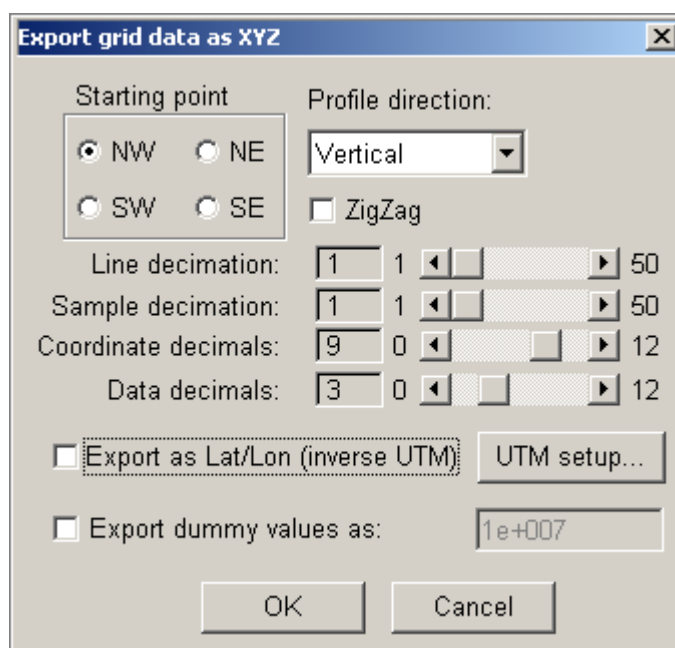 Export grid data as XYZ
Starting point
Profile direction:
NW NE
Vertical
SW SE
ZigZag
Line decimation: 1 1 50
Sample decimation: 1 1 50
Coordinate decimals: 9 0 12
Data decimals: 3 0 12
Export as Lat/Lon (inverse UTM) UTM setup...
Export dummy values as: 1e+007
OK Cancel